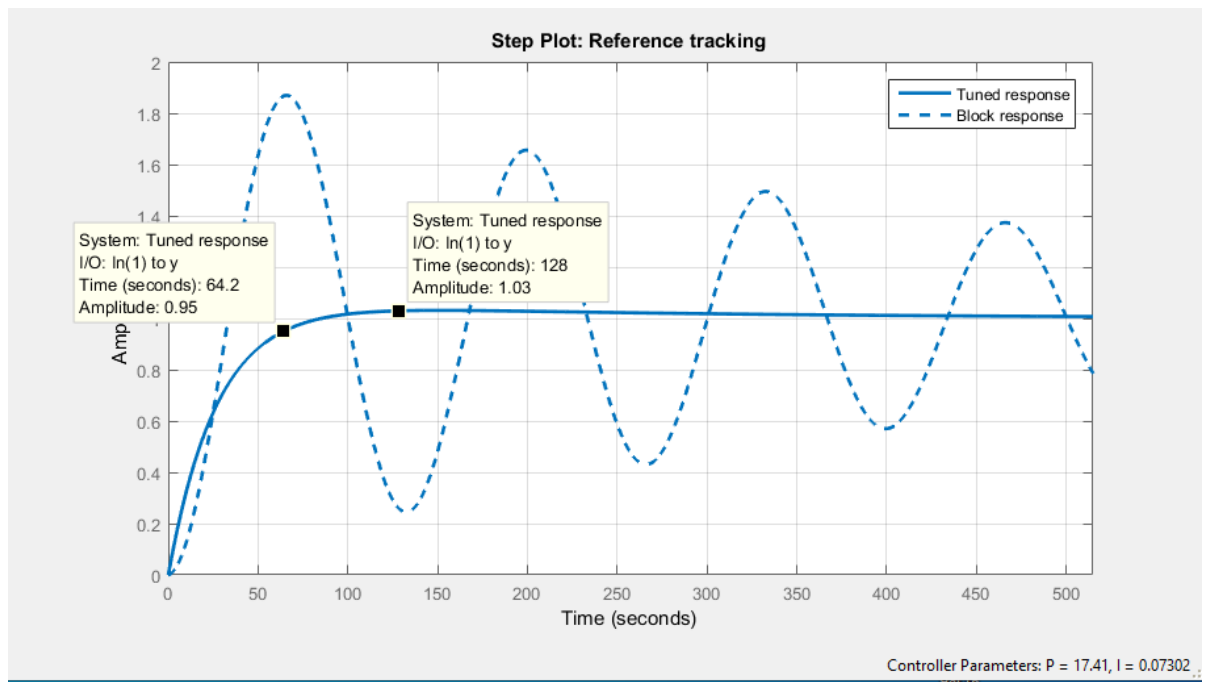 Step Plot: Reference tracking
2
1.8
1.6
1.4
0.8
0.6
0.4
0.2
0
Amp
Tuned response
Block response
System: Tuned response
I/O: In(1) to y
Time (seconds): 64.2
Amplitude: 0.95
System: Tuned response
I/O: In(1) to y
Time (seconds): 128
Amplitude: 1.03
0 50 100 150 200 250 300 350 400 450 500
Time (seconds)
Controller Parameters: P = 17.41, I = 0.07302